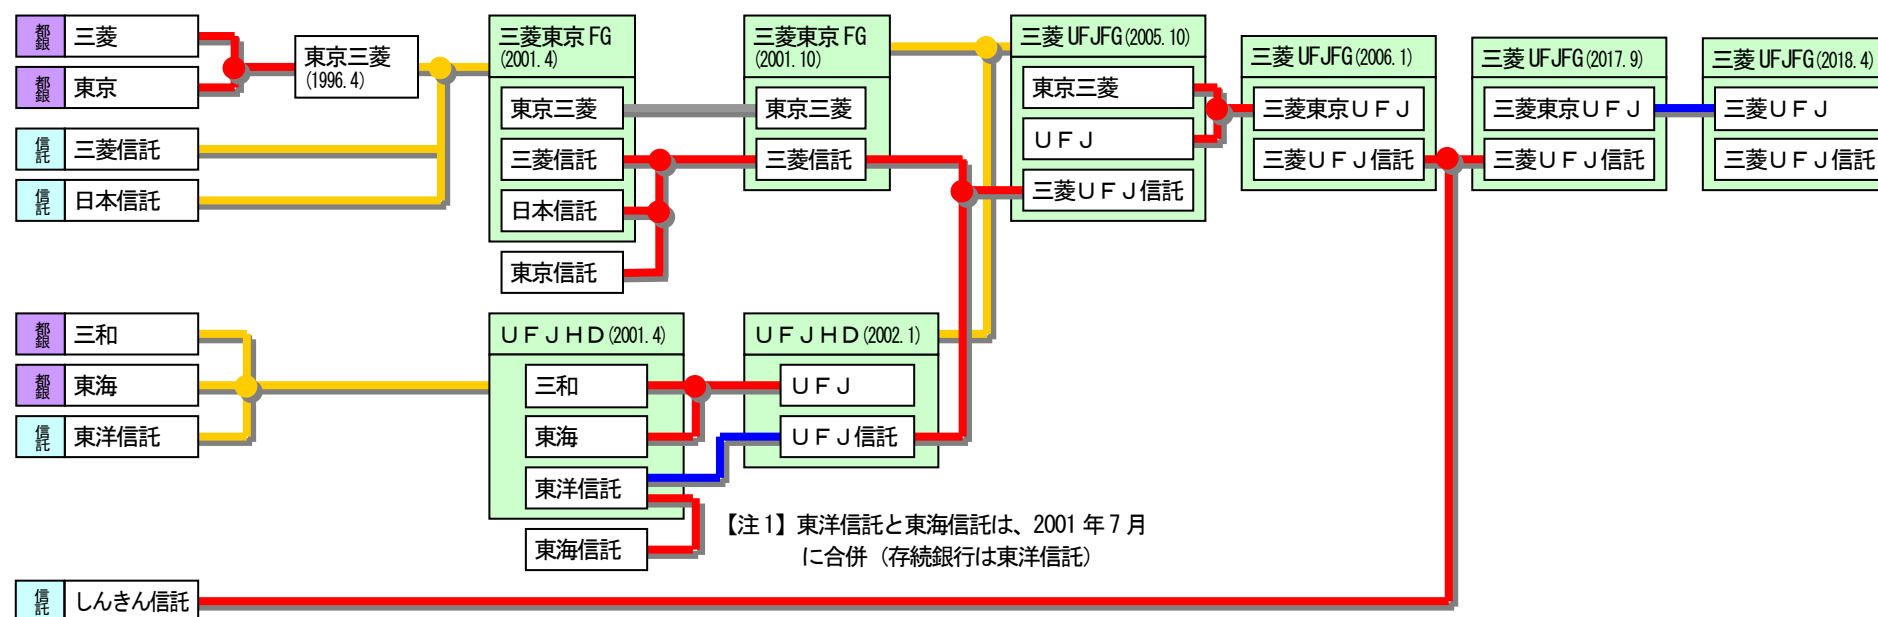 都銀 三菱
都銀 東京
信託 三菱信託
信託 日本信託
東京三菱
(1996.4)
三菱東京FG
(2001.4)
東京三菱
三菱信託
日本信託
東京信託
三菱東京FG
(2001.10)
東京三菱
三菱信託
三菱UFJFG(2005.10)
東京三菱
UFJ
三菱UFJ信託
三菱UFJFG(2006.1)
三菱東京UFJ
三菱UFJ信託
三菱UFJFG(2017.9)
三菱東京UFJ
三菱UFJ信託
三菱UFJFG(2018.4)
三菱UFJ
三菱UFJ信託
都銀 三和
都銀 東海
信託 東洋信託
UFJHD(2001.4)
三和
東海
東洋信託
東海信託
UFJHD(2002.1)
UFJ
UFJ信託
【注1】東洋信託と東海信託は、2001年7月
に合併(存続銀行は東洋信託)
信託 しんきん信託